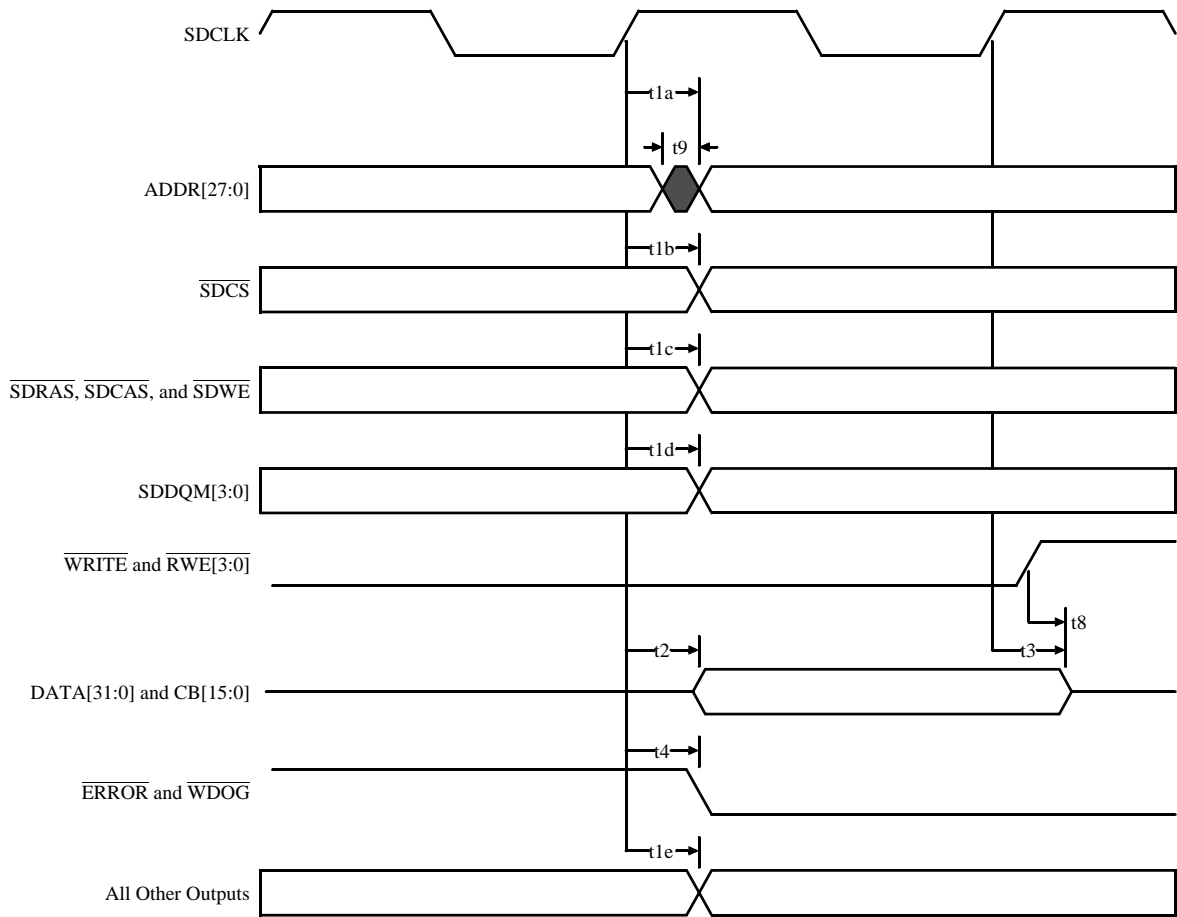 SDCLK
t1a
t9
ADDR[27:0]
t1b
SDCS
t1c
SDRAS, SDCAS, and SDWE
t1d
SDDQM[3:0]
WRITE and RWE[3:0]
t8
t2
t3
DATA[31:0] and CB[15:0]
t4
ERROR and WDOG
t1e
All Other Outputs